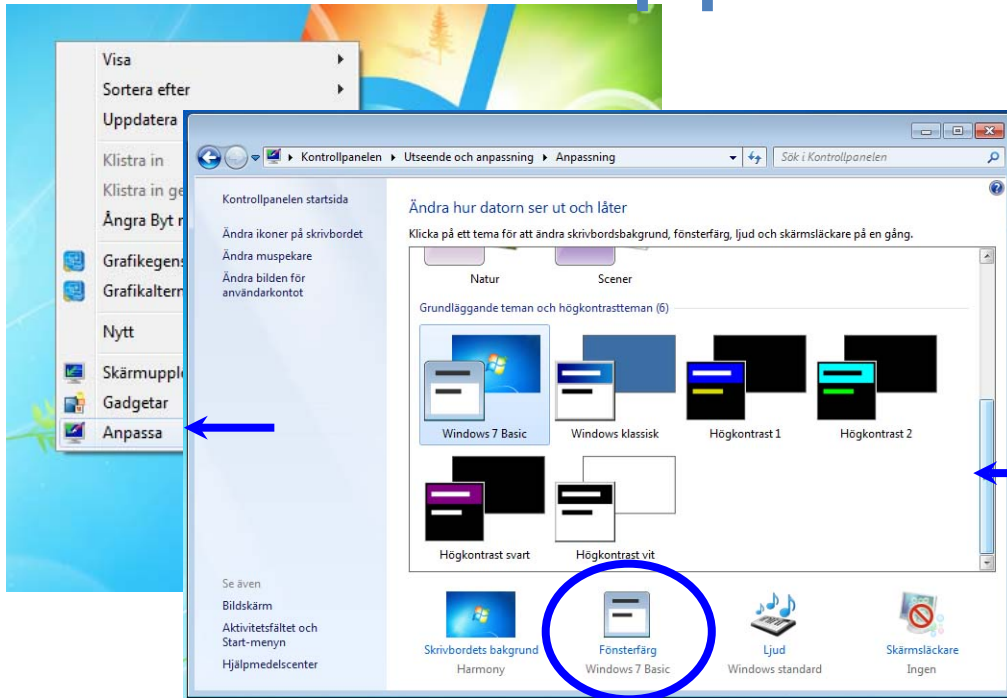 Visa
Sortera efter
Uppdatera
Klistra in
Klistra in ge
Ångra Byt
Grafikegens
Grafikaltern
Nytt
Skärmupplö
Gadgetar
Anpassa
Kontrollpanelen Utseende och anpassning Anpassning
Sök i Kontrollpanelen
Kontrollpanelen startsida
Ändra ikoner på skrivbordet
Ändra muspekare
Ändra bilden för
användarkontot
Se även
Bildskärm
Aktivitetsfältet och
Start-menyn
Hjälpmedelscenter
Ändra hur datorn ser ut och låter
Klicka på ett tema för att ändra skrivbordsbakgrund, fönsterfärg, ljud och skärmsläckare på en gång.
Natur Scener
Grundläggande teman och högkontrastteman (6)
Windows 7 Basic Windows klassisk Högkontrast 1 Högkontrast 2
Högkontrast svart Högkontrast vit
Skrivbordets bakgrund Fönsterfärg Ljud Skärmsläckare
Harmony Windows 7 Basic Windows standard Ingen